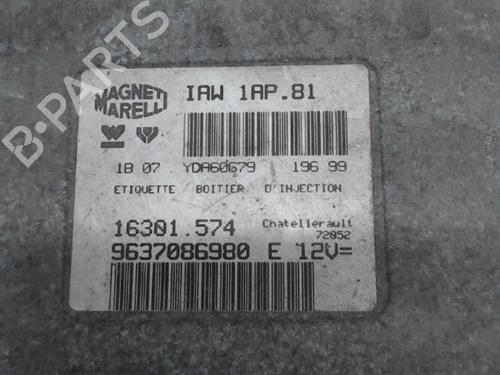 B-PARTS
MAGNETI
MARELLI
IAW 1AP.81
1B 07 YDA60679 196 99
ETIQUETTE BOITIER D'INJECTION
16301.574 Chatellerault
72052
9637086980 E 12V=